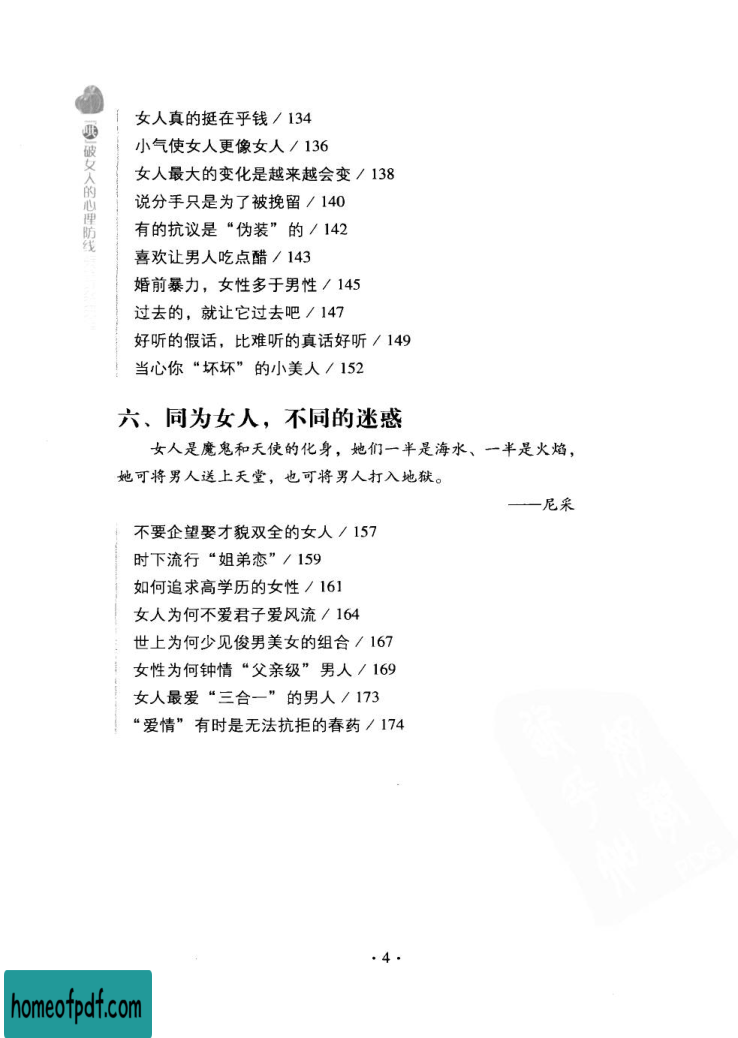 “哦”破女人的心理防线
女人真的挺在乎钱 / 134
小气使女人更像女人 / 136
女人最大的变化是越来越会变 / 138
说分手只是为了被挽留 / 140
有的抗议是“伪装”的 / 142
喜欢让男人吃点醋 / 143
婚前暴力，女性多于男性 / 145
过去的，就让它过去吧 / 147
好听的假话，比难听的真话好听 / 149
当心你“坏坏”的小美人 / 152
六、同为女人，不同的迷惑
女人是魔鬼和天使的化身，她们一半是海水、一半是火焰，
她可将男人送上天堂，也可将男人打入地狱。
——尼采
不要企望娶才貌双全的女人 / 157
时下流行“姐弟恋”/ 159
如何追求高学历的女性 / 161
女人为何不爱君子爱风流 / 164
世上为何少见俊男美女的组合 / 167
女性为何钟情“父亲级”男人 / 169
女人最爱“三合一”的男人 / 173
“爱情”有时是无法抗拒的春药 / 174
·4·
homeofpdf.com